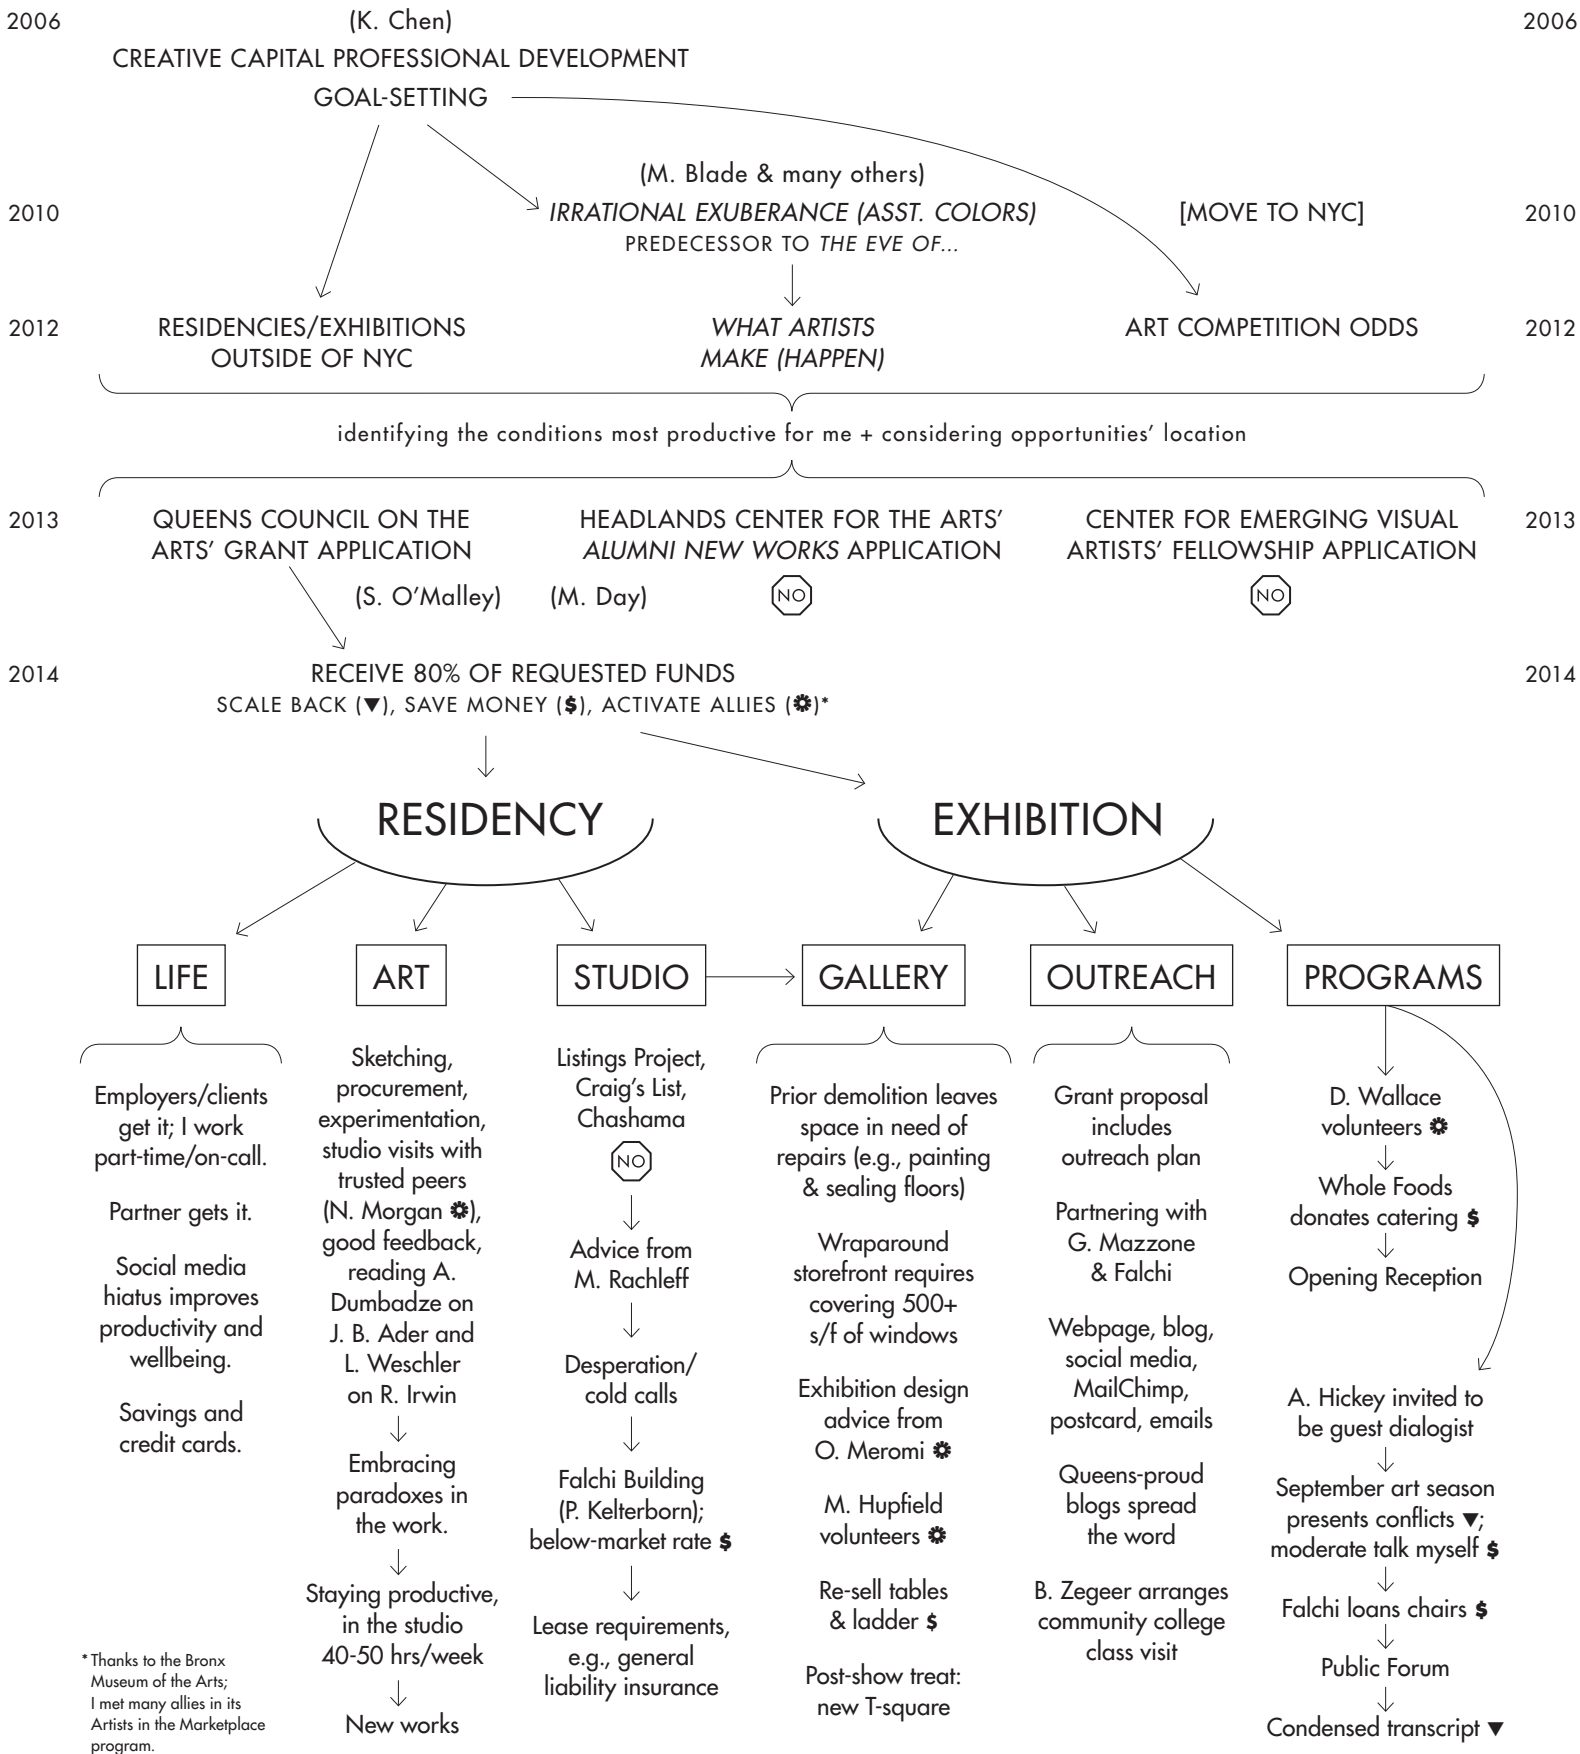 2006
(K. Chen)
2006
CREATIVE CAPITAL PROFESSIONAL DEVELOPMENT
GOAL-SETTING
(M. Blade & many others)
2010
IRRATIONAL EXUBERANCE (ASST. COLORS)
[MOVE TO NYC]
2010
PREDECESSOR TO THE EVE OF...
2012
RESIDENCIES/EXHIBITIONS
OUTSIDE OF NYC
WHAT ARTISTS
MAKE (HAPPEN)
ART COMPETITION ODDS
2012
identifying the conditions most productive for me + considering opportunities' location
2013
QUEENS COUNCIL ON THE
ARTS' GRANT APPLICATION
HEADLANDS CENTER FOR THE ARTS'
ALUMNI NEW WORKS APPLICATION
CENTER FOR EMERGING VISUAL
ARTISTS' FELLOWSHIP APPLICATION
2013
(S. O'Malley)
(M. Day)
NO
NO
2014
RECEIVE 80% OF REQUESTED FUNDS
2014
SCALE BACK (▼), SAVE MONEY ($), ACTIVATE ALLIES (✽)*
RESIDENCY
EXHIBITION
LIFE
Employers/clients
get it; I work
part-time/on-call.
Partner gets it.
Social media
hiatus improves
productivity and
wellbeing.
Savings and
credit cards.
ART
Sketching,
procurement,
experimentation,
studio visits with
trusted peers
(N. Morgan ✽),
good feedback,
reading A.
Dumbadze on
J. B. Ader and
L. Weschler
on R. Irwin
Embracing
paradoxes in
the work.
Staying productive,
in the studio
40-50 hrs/week
New works
STUDIO
Listings Project,
Craig's List,
Chashama
NO
Advice from
M. Rachleff
Desperation/
cold calls
Falchi Building
(P. Kelterborn);
below-market rate $
Lease requirements,
e.g., general
liability insurance
GALLERY
Prior demolition leaves
space in need of
repairs (e.g., painting
& sealing floors)
Wraparound
storefront requires
covering 500+
s/f of windows
Exhibition design
advice from
O. Meromi ✽
M. Hupfield
volunteers ✽
Re-sell tables
& ladder $
Post-show treat:
new T-square
OUTREACH
Grant proposal
includes
outreach plan
Partnering with
G. Mazzone
& Falchi
Webpage, blog,
social media,
MailChimp,
postcard, emails
Queens-proud
blogs spread
the word
B. Zegeer arranges
community college
class visit
PROGRAMS
D. Wallace
volunteers ✽
Whole Foods
donates catering $
Opening Reception
A. Hickey invited to
be guest dialogist
September art season
presents conflicts ▼;
moderate talk myself $
Falchi loans chairs $
Public Forum
Condensed transcript ▼
* Thanks to the Bronx
Museum of the Arts;
I met many allies in its
Artists in the Marketplace
program.